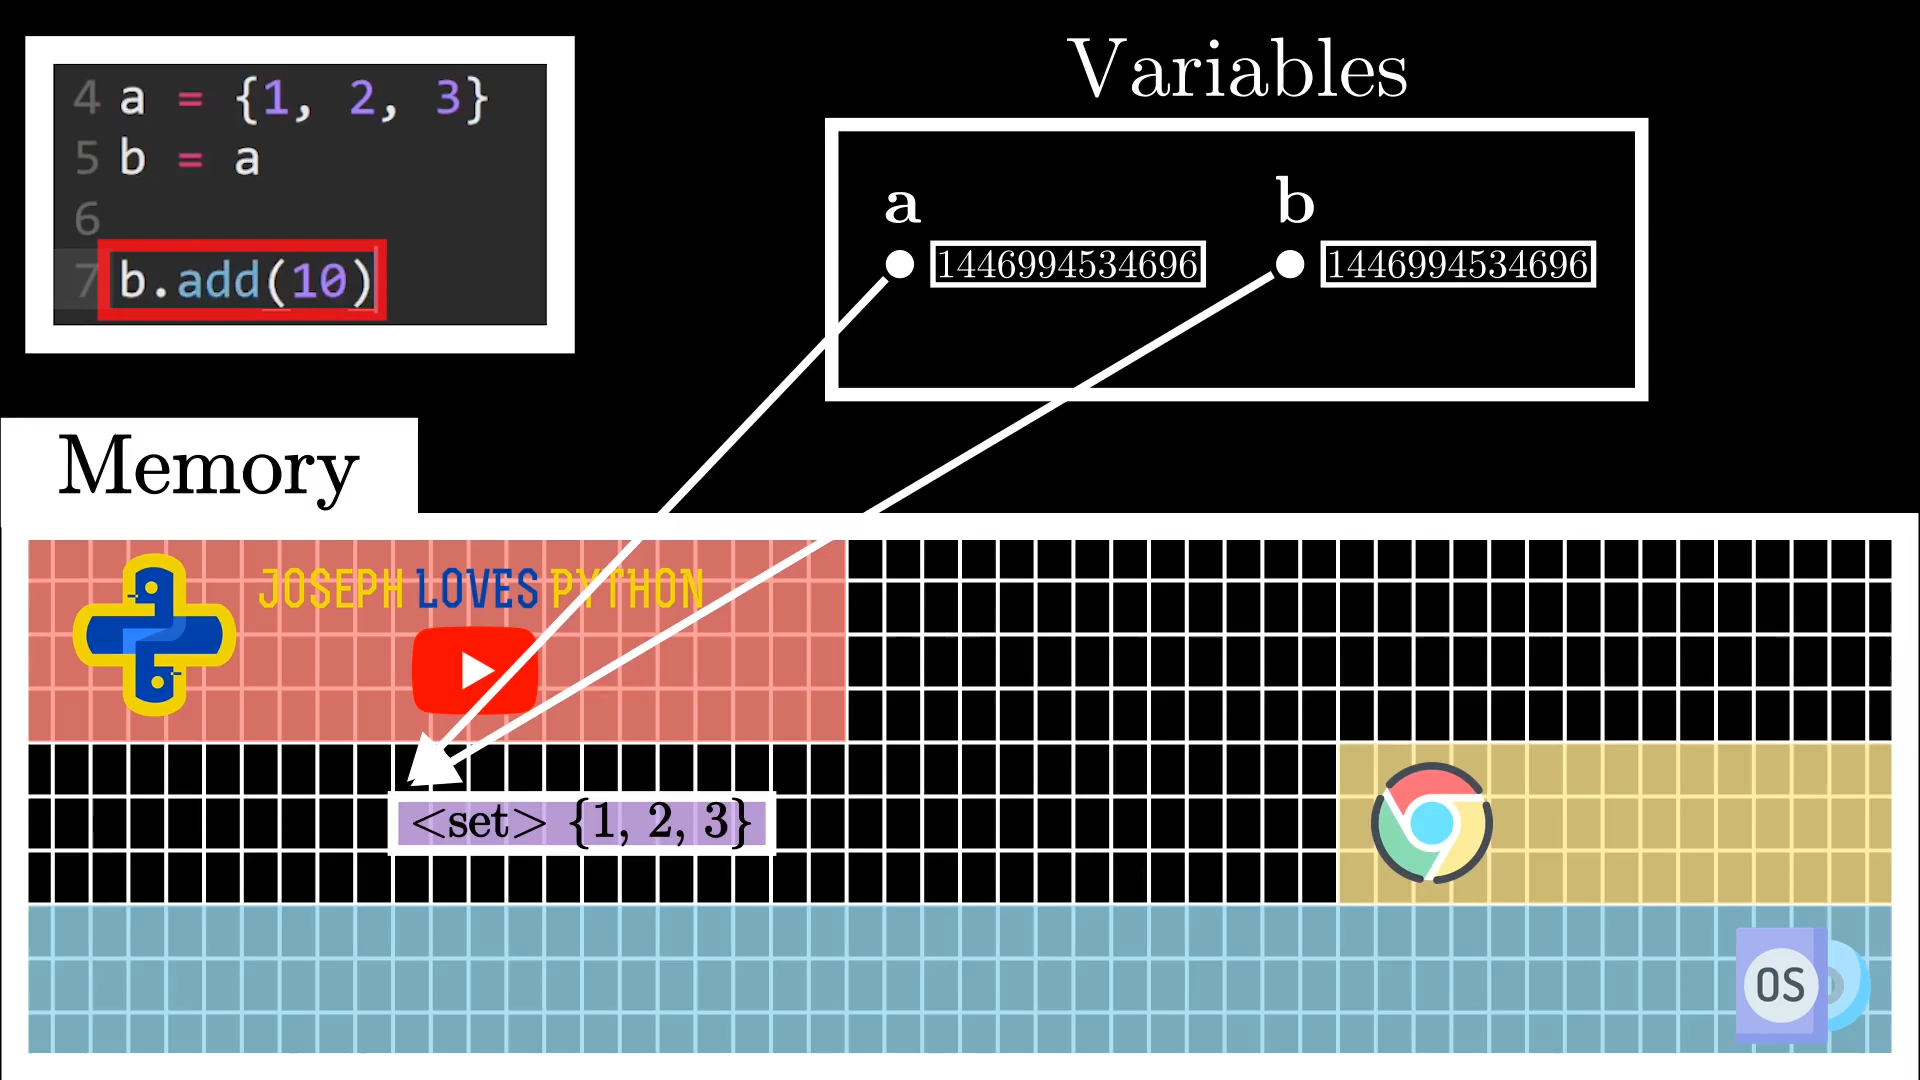 4 a = {1, 2, 3}
5 b = a
6
7 b.add(10)
Variables
a
1446994534696
b
1446994534696
Memory
JOSEPH LOVES PYTHON
<set> {1, 2, 3}
OS